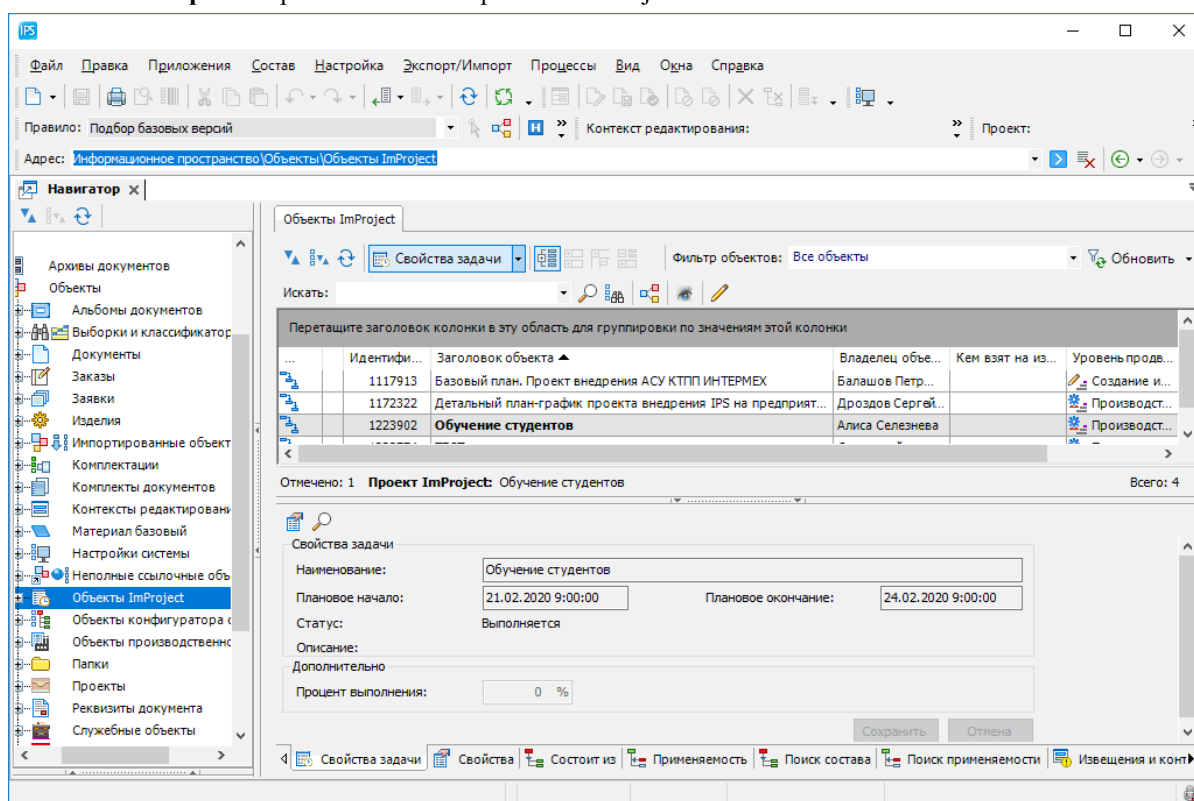 IPS
Файл Правка Приложения Состав Настройка Экспорт/Импорт Процессы Вид Окна Справка
Правило: Подбор базовых версий H Контекст редактирования: Проект:
Адрес: Информационное пространство\Объекты\Объекты ImProject
Навигатор
Архивы документов
Объекты
Альбомы документов
Выборки и классификатор
Документы
Заказы
Заявки
Изделия
Импортированные объект
Комплектации
Комплекты документов
Контексты редактировани
Материал базовый
Настройки системы
Неполные ссылочные объ
Объекты ImProject
Объекты конфигуратора
Объекты производственно
Папки
Проекты
Реквизиты документа
Служебные объекты
Объекты ImProject
Свойства задачи Фильтр объектов: Все объекты Обновить
Искать:
Перетащите заголовок колонки в эту область для группировки по значениям этой колонки
... Идентифи... Заголовок объекта Владелец объе... Кем взят на из... Уровень продв...
1117913 Базовый план. Проект внедрения АСУ КТПП ИНТЕРМЕХ Балашов Петр... Создание и...
1172322 Детальный план-график проекта внедрения IPS на предприят... Дроздов Сергей... Производст...
1223902 Обучение студентов Алиса Селезнева Производст...
Отмечено: 1 Проект ImProject: Обучение студентов Всего: 4
Свойства задачи
Наименование: Обучение студентов
Плановое начало: 21.02.2020 9:00:00 Плановое окончание: 24.02.2020 9:00:00
Статус: Выполняется
Описание:
Дополнительно
Процент выполнения: 0 %
Сохранить Отмена
Свойства задачи Свойства Состоит из Применяемость Поиск состава Поиск применяемости Извещения и конт